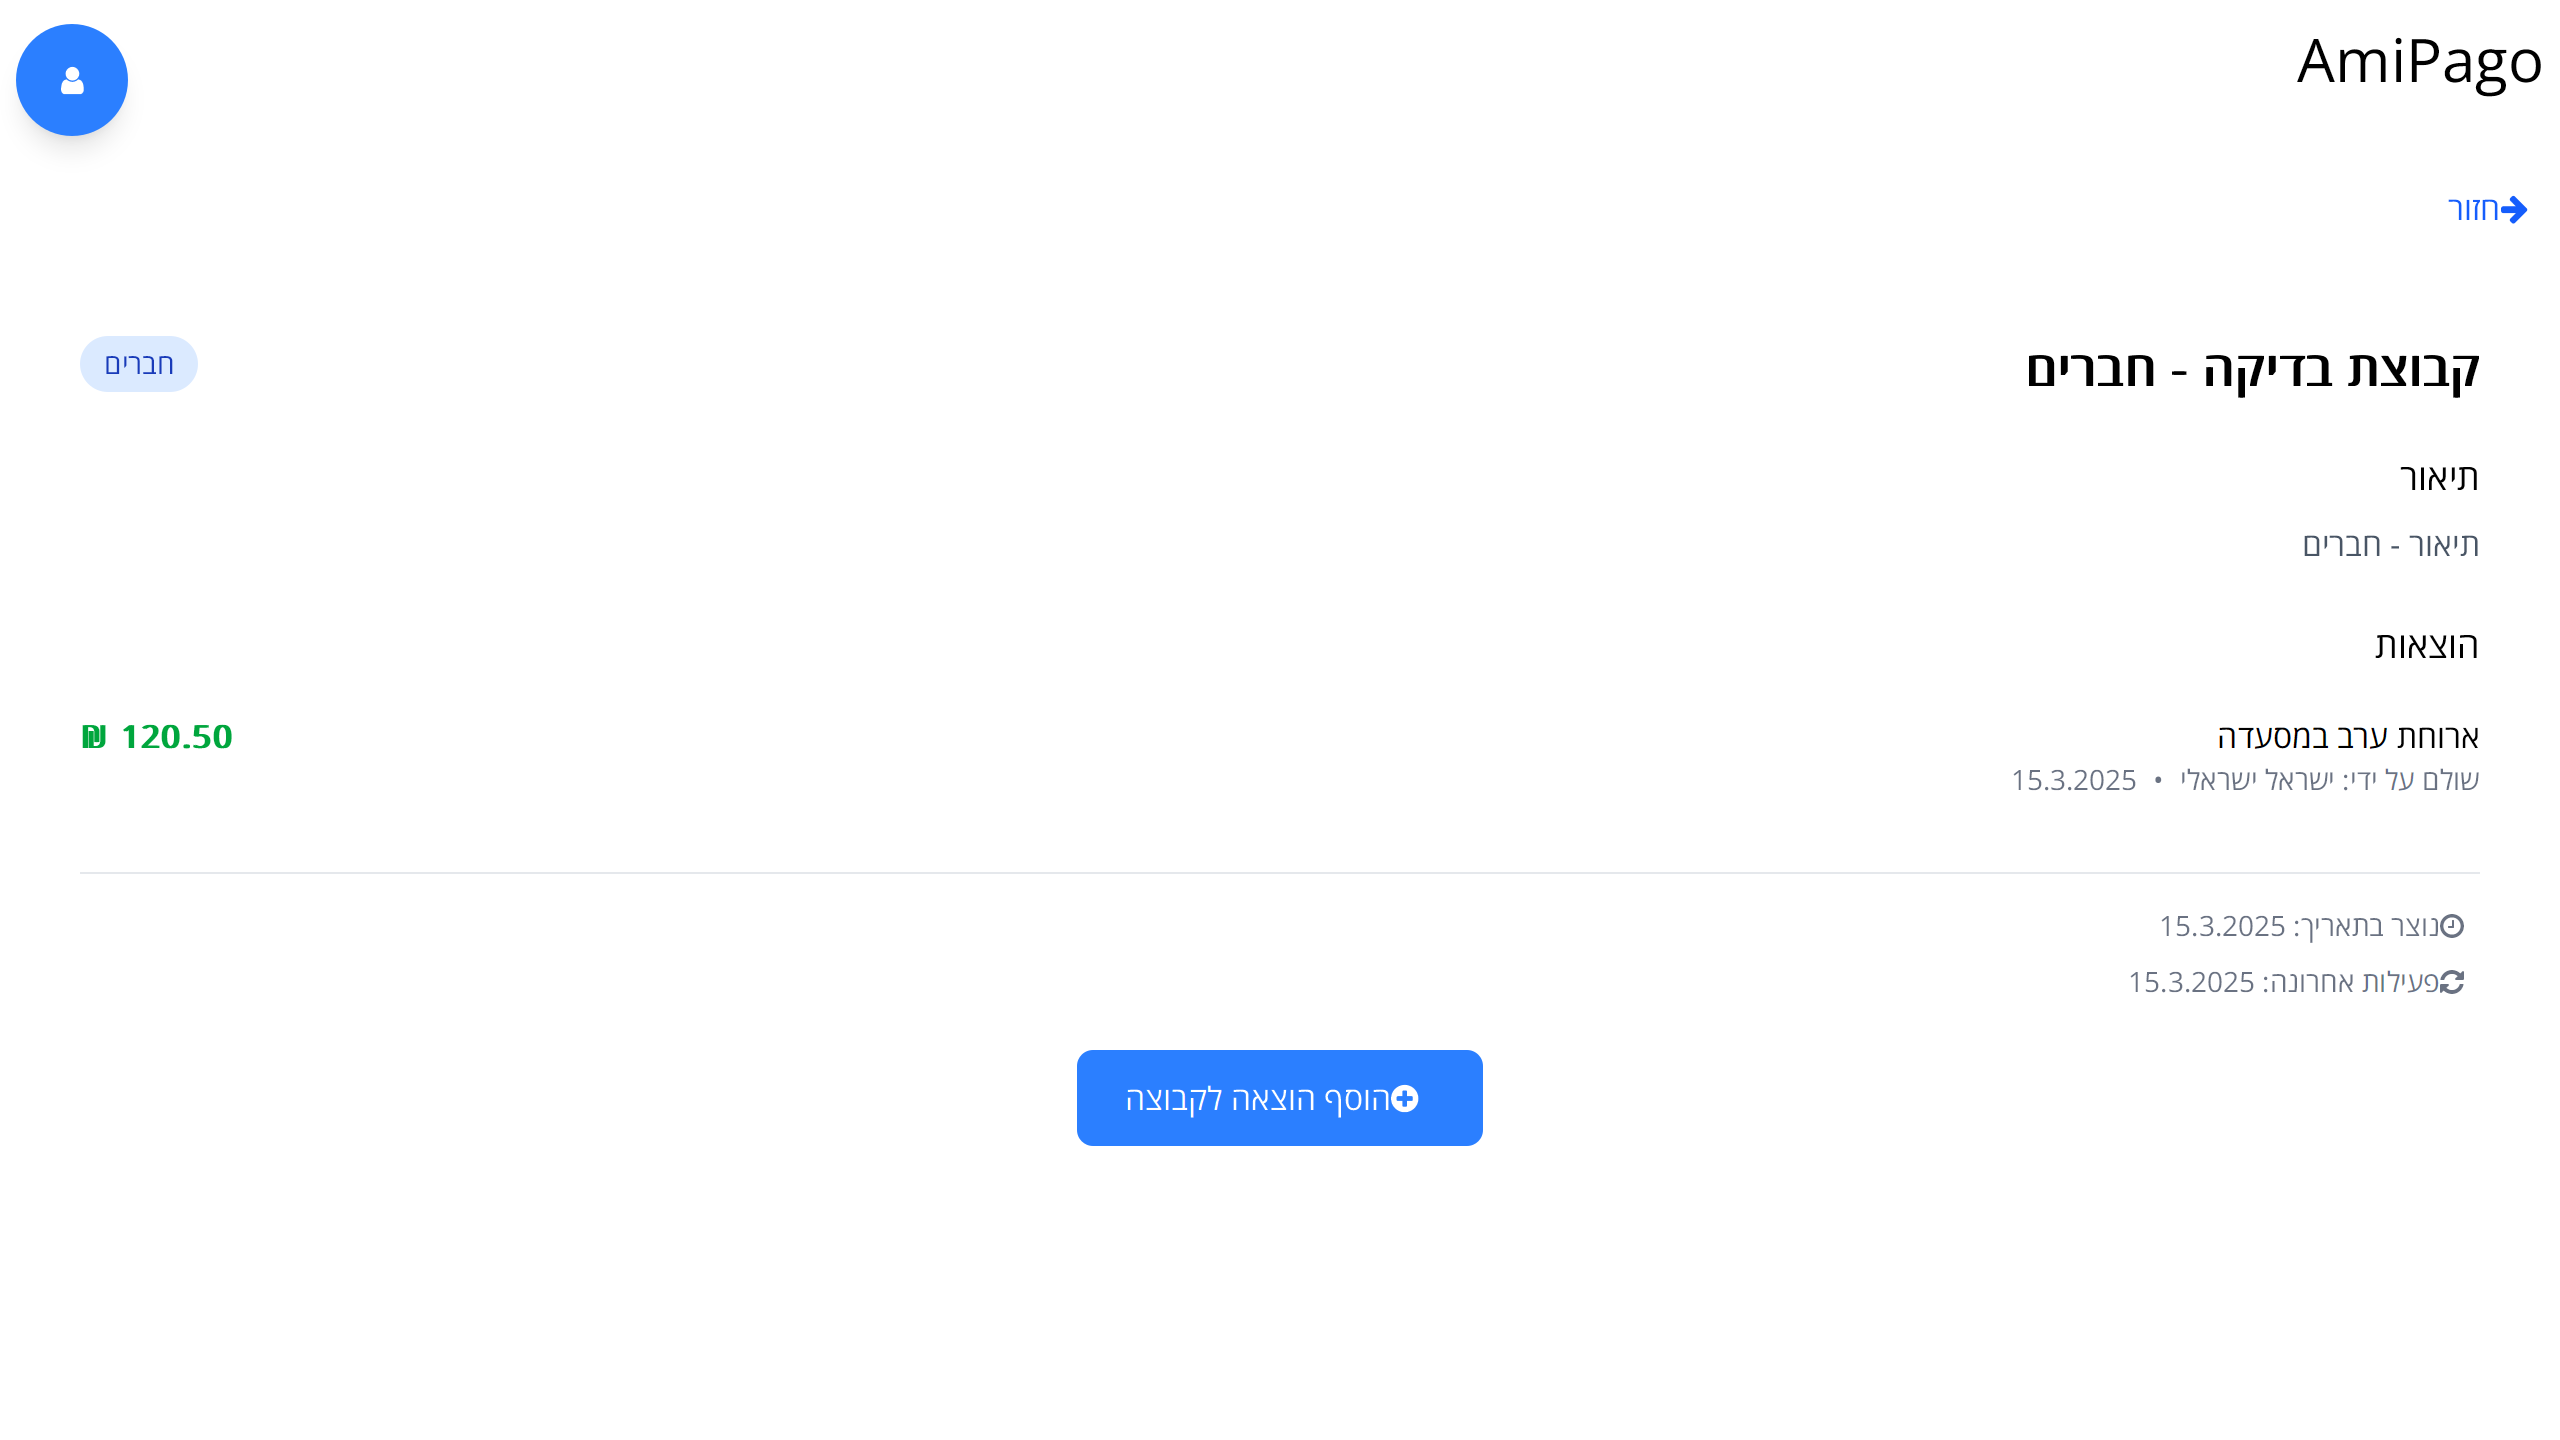 AmiPago
חזור
קבוצת בדיקה - חברים
חברים
תיאור
תיאור - חברים
הוצאות
ארוחת ערב במסעדה
120.50 ₪
שולם על ידי: ישראל ישראלי • 15.3.2025
נוצר בתאריך: 15.3.2025
פעילות אחרונה: 15.3.2025
הוסף הוצאה לקבוצה